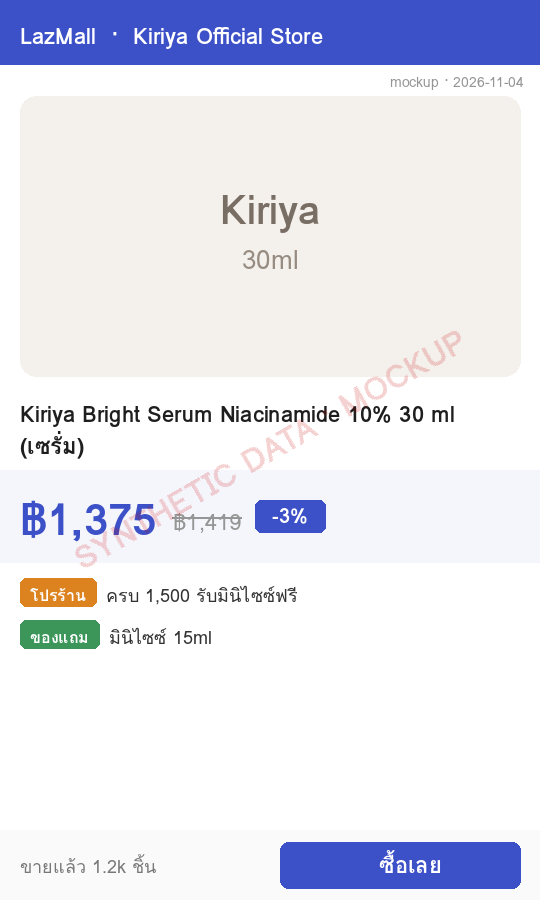 LazMall · Kiriya Official Store
mockup · 2026-11-04
Kiriya
30ml
SYNTHETIC DATA · MOCKUP
Kiriya Bright Serum Niacinamide 10% 30 ml
(เซรั่ม)
฿1,375 ฿1,419 -3%
โปรร้าน ครบ 1,500 รับมินิไซซ์ฟรี
ของแถม มินิไซซ์ 15ml
ขายแล้ว 1.2k ชิ้น ซื้อเลย